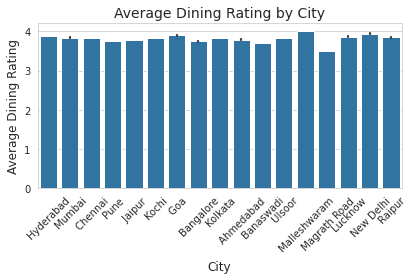 Average Dining Rating by City
Average Dining Rating
4
3
2
1
0
Hyderabad
Mumbai
Chennai
Pune
Jaipur
Kochi
Goa
Bangalore
Kolkata
Ahmedabad
Banaswadi
Ulsoor
Malleshwaram
Magrath Road
Lucknow
New Delhi
Raipur
City